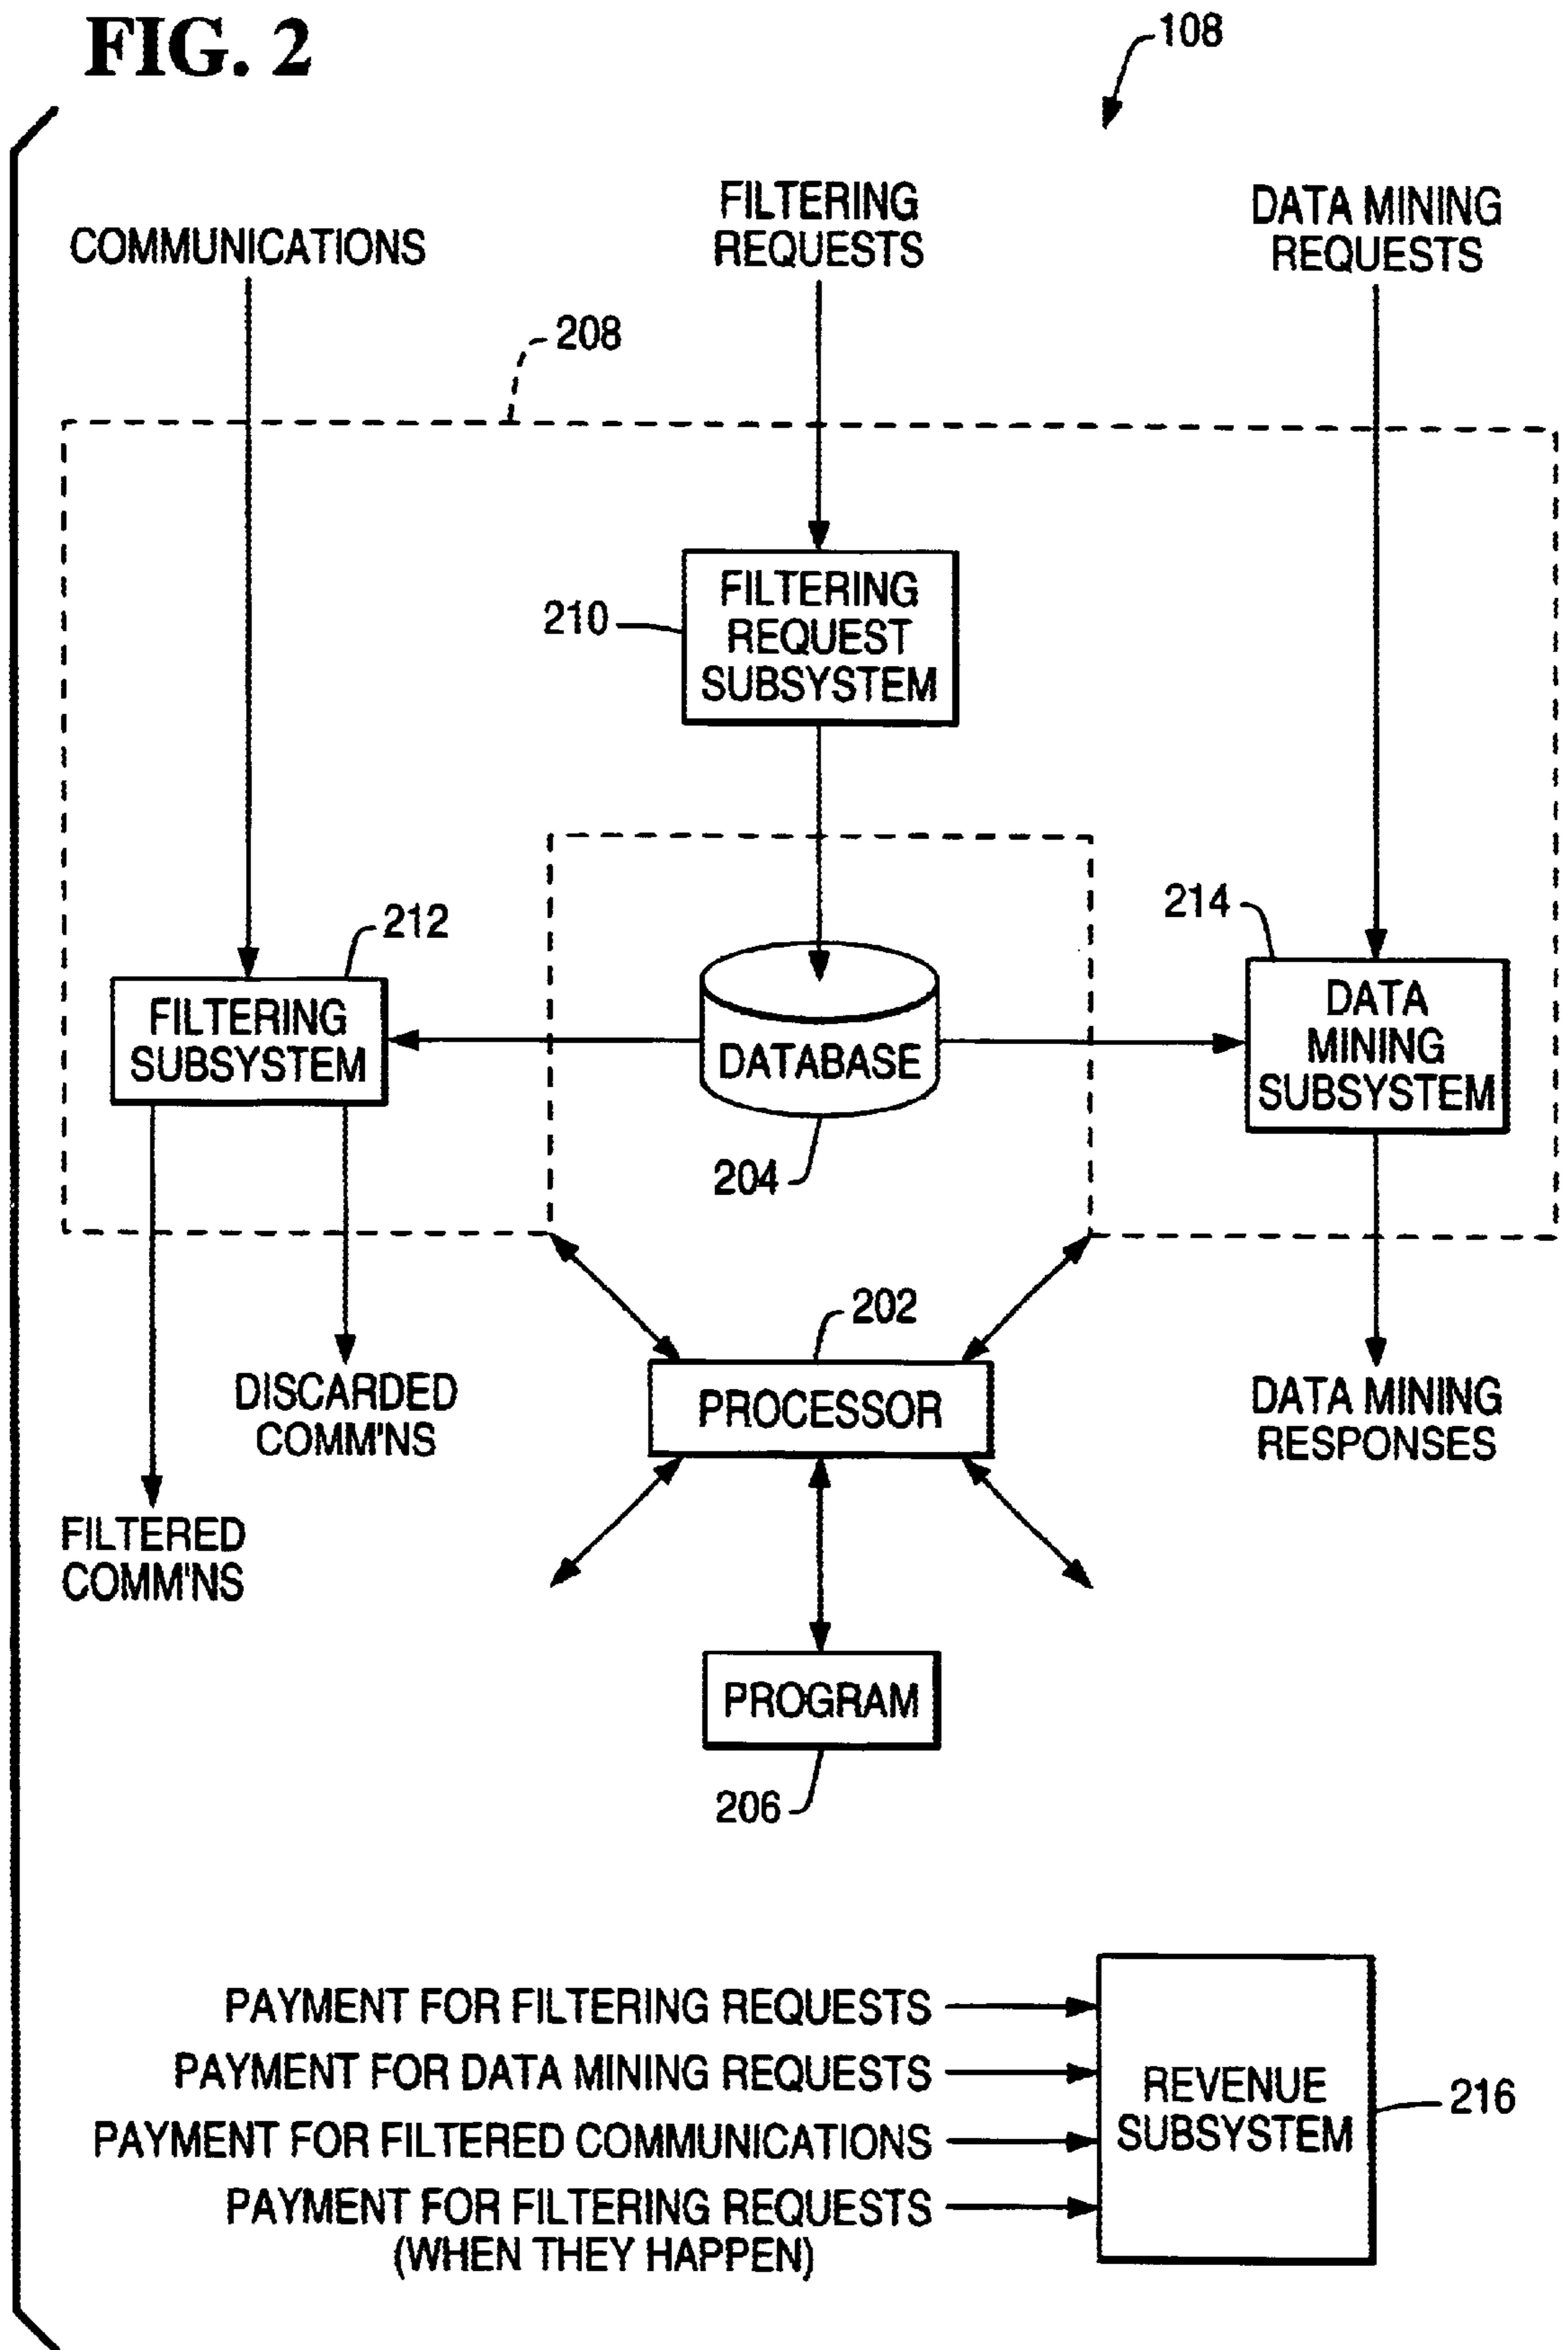 FIG. 2
108
COMMUNICATIONS
FILTERING
REQUESTS
DATA MINING
REQUESTS
208
210
FILTERING
REQUEST
SUBSYSTEM
212
FILTERING
SUBSYSTEM
DATABASE
204
214
DATA
MINING
SUBSYSTEM
202
PROCESSOR
DISCARDED
COMM'NS
FILTERED
COMM'NS
DATA MINING
RESPONSES
PROGRAM
206
PAYMENT FOR FILTERING REQUESTS
PAYMENT FOR DATA MINING REQUESTS
PAYMENT FOR FILTERED COMMUNICATIONS
PAYMENT FOR FILTERING REQUESTS
(WHEN THEY HAPPEN)
REVENUE
SUBSYSTEM
216